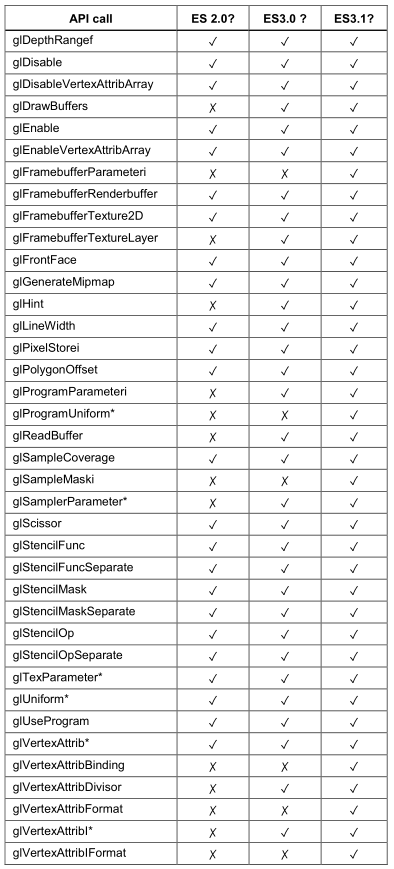 API call ES 2.0? ES3.0 ? ES3.1?
glDepthRangef ✓ ✓ ✓
glDisable ✓ ✓ ✓
glDisableVertexAttribArray ✓ ✓ ✓
glDrawBuffers ✗ ✓ ✓
glEnable ✓ ✓ ✓
glEnableVertexAttribArray ✓ ✓ ✓
glFramebufferParameteri ✗ ✗ ✓
glFramebufferRenderbuffer ✓ ✓ ✓
glFramebufferTexture2D ✓ ✓ ✓
glFramebufferTextureLayer ✗ ✓ ✓
glFrontFace ✓ ✓ ✓
glGenerateMipmap ✓ ✓ ✓
glHint ✗ ✓ ✓
glLineWidth ✓ ✓ ✓
glPixelStorei ✓ ✓ ✓
glPolygonOffset ✓ ✓ ✓
glProgramParameteri ✗ ✓ ✓
glProgramUniform* ✗ ✗ ✓
glReadBuffer ✗ ✓ ✓
glSampleCoverage ✓ ✓ ✓
glSampleMaski ✗ ✗ ✓
glSamplerParameter* ✗ ✓ ✓
glScissor ✓ ✓ ✓
glStencilFunc ✓ ✓ ✓
glStencilFuncSeparate ✓ ✓ ✓
glStencilMask ✓ ✓ ✓
glStencilMaskSeparate ✓ ✓ ✓
glStencilOp ✓ ✓ ✓
glStencilOpSeparate ✓ ✓ ✓
glTexParameter* ✓ ✓ ✓
glUniform* ✓ ✓ ✓
glUseProgram ✓ ✓ ✓
glVertexAttrib* ✓ ✓ ✓
glVertexAttribBinding ✗ ✗ ✓
glVertexAttribDivisor ✗ ✓ ✓
glVertexAttribFormat ✗ ✗ ✓
glVertexAttribI* ✗ ✓ ✓
glVertexAttribIFormat ✗ ✗ ✓